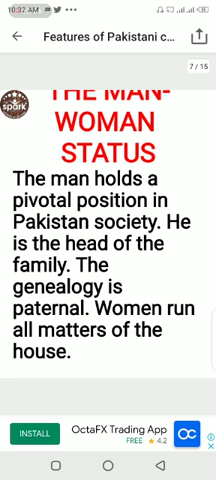 10:32 AM
Features of Pakistani c...
7 / 15
spark
THE MAN-
WOMAN
STATUS
The man holds a
pivotal position in
Pakistan society. He
is the head of the
family. The
genealogy is
paternal. Women run
all matters of the
house.
INSTALL
OctaFX Trading App
FREE ★ 4.2